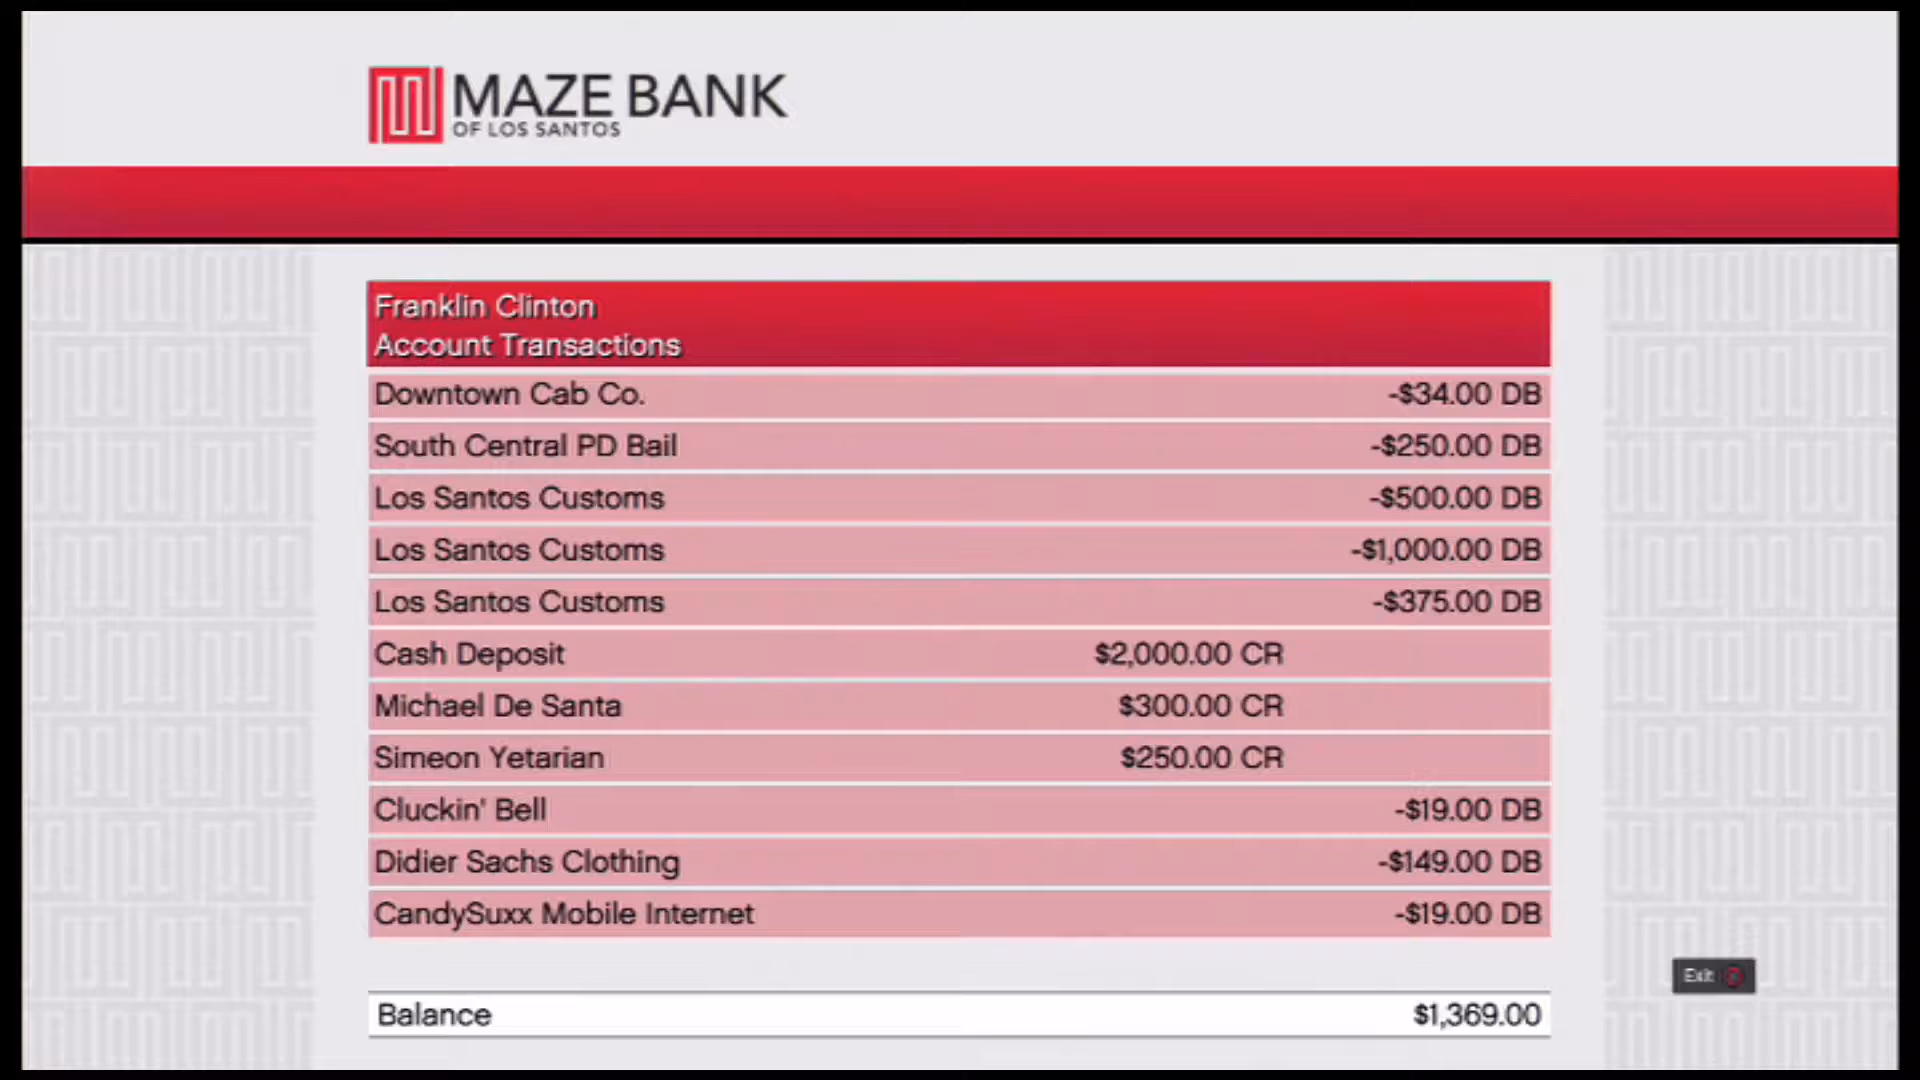 MAZE BANK
OF LOS SANTOS
Franklin Clinton
Account Transactions
Downtown Cab Co. -$34.00 DB
South Central PD Bail -$250.00 DB
Los Santos Customs -$500.00 DB
Los Santos Customs -$1,000.00 DB
Los Santos Customs -$375.00 DB
Cash Deposit $2,000.00 CR
Michael De Santa $300.00 CR
Simeon Yetarian $250.00 CR
Cluckin' Bell -$19.00 DB
Didier Sachs Clothing -$149.00 DB
CandySuxx Mobile Internet -$19.00 DB
Exit
Balance $1,369.00